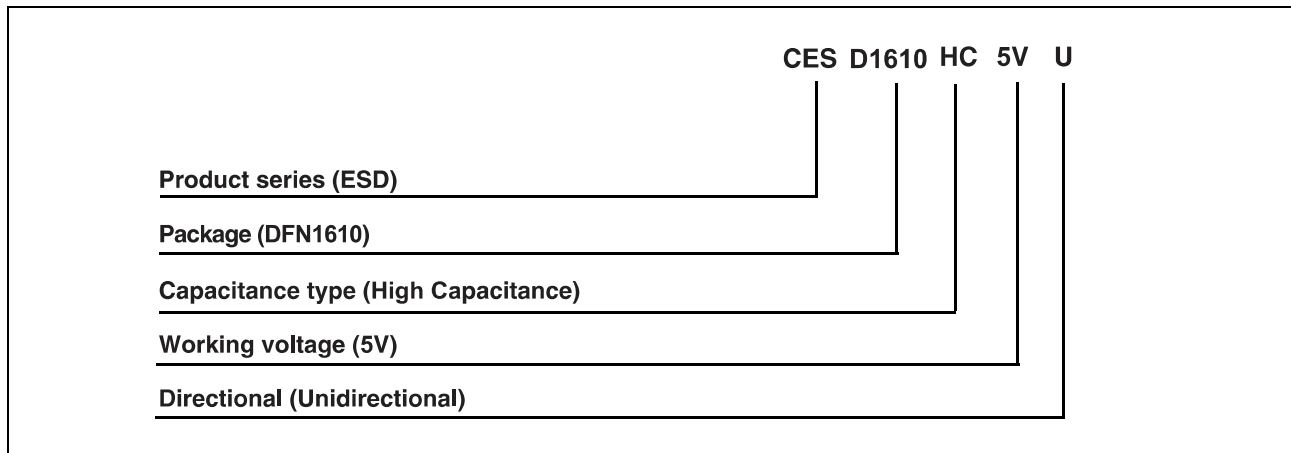 CES D1610 HC 5V U
Product series (ESD)
Package (DFN1610)
Capacitance type (High Capacitance)
Working voltage (5V)
Directional (Unidirectional)